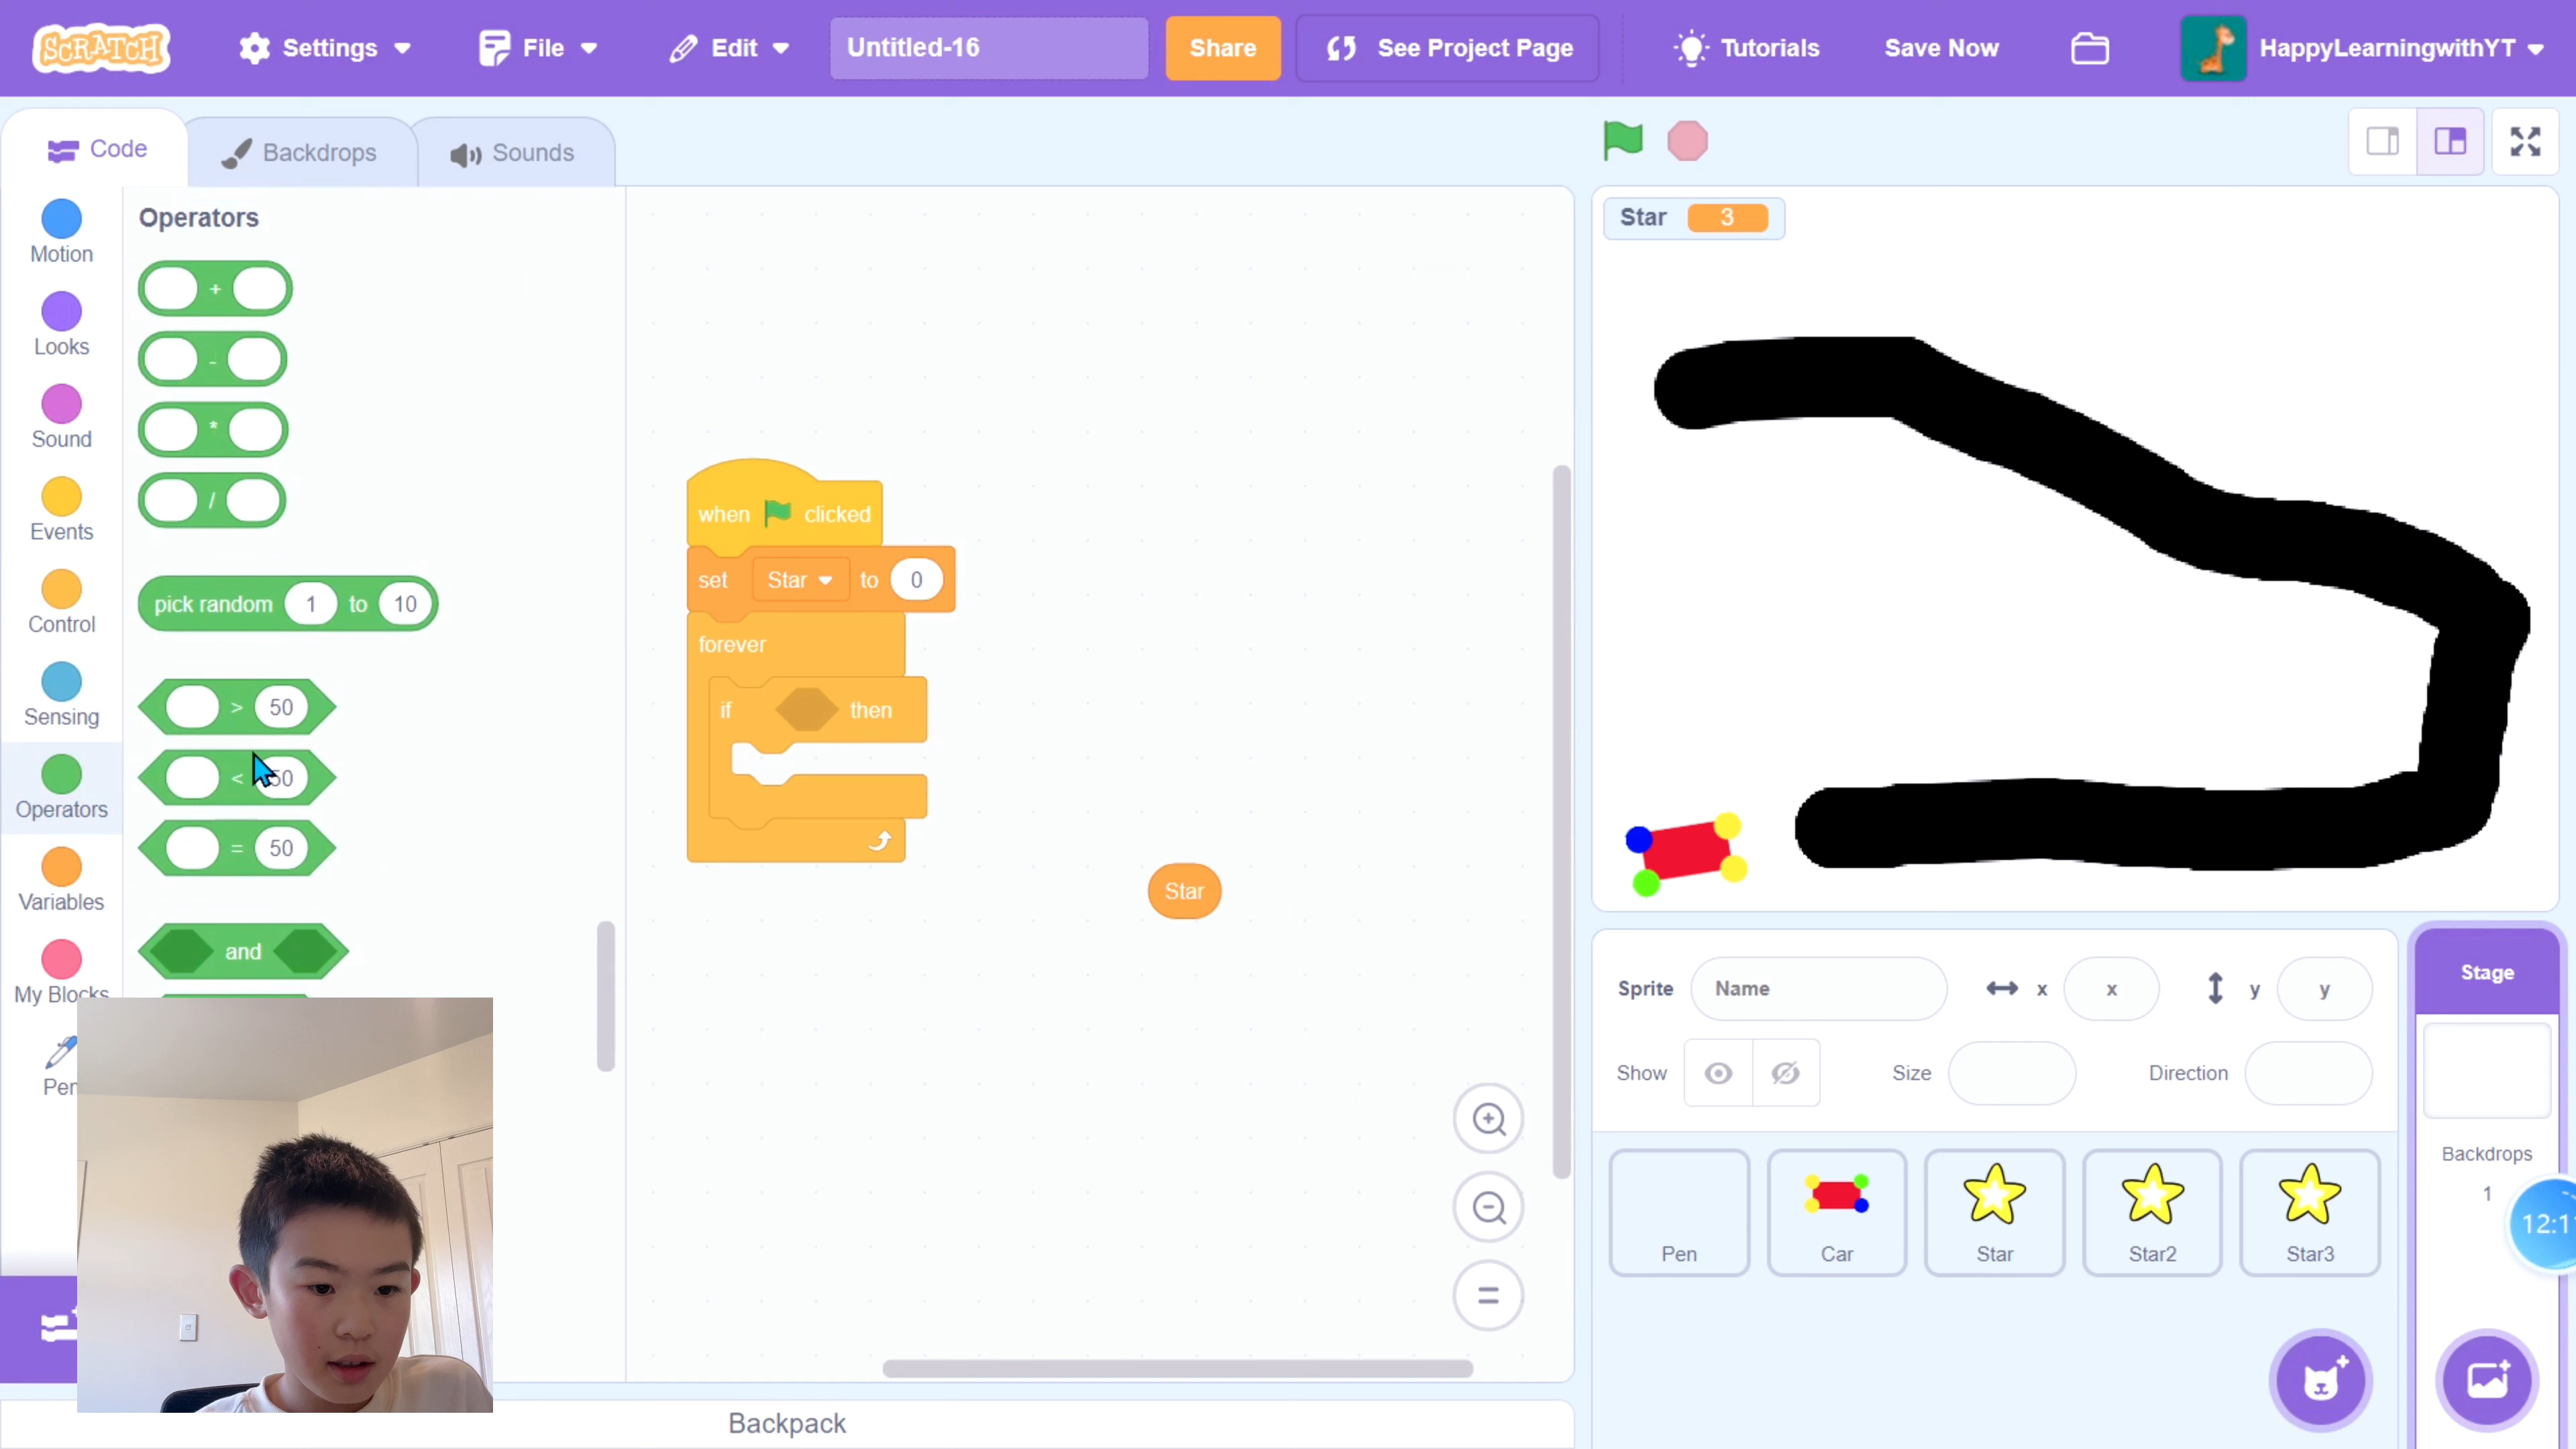 SCRATCH
Settings
File
Edit
Untitled-16
Share
See Project Page
Tutorials
Save Now
HappyLearningwithYT
Code
Backdrops
Sounds
Motion
Looks
Sound
Events
Control
Sensing
Operators
Variables
My Blocks
Pen
Operators
+
-
*
/
pick random 1 to 10
> 50
< 50
= 50
and
when clicked
set Star to 0
forever
if then
Star
Star 3
Sprite Name x x y y
Show Size Direction
Pen
Car
Star
Star2
Star3
Stage
Backdrops
1
Backpack